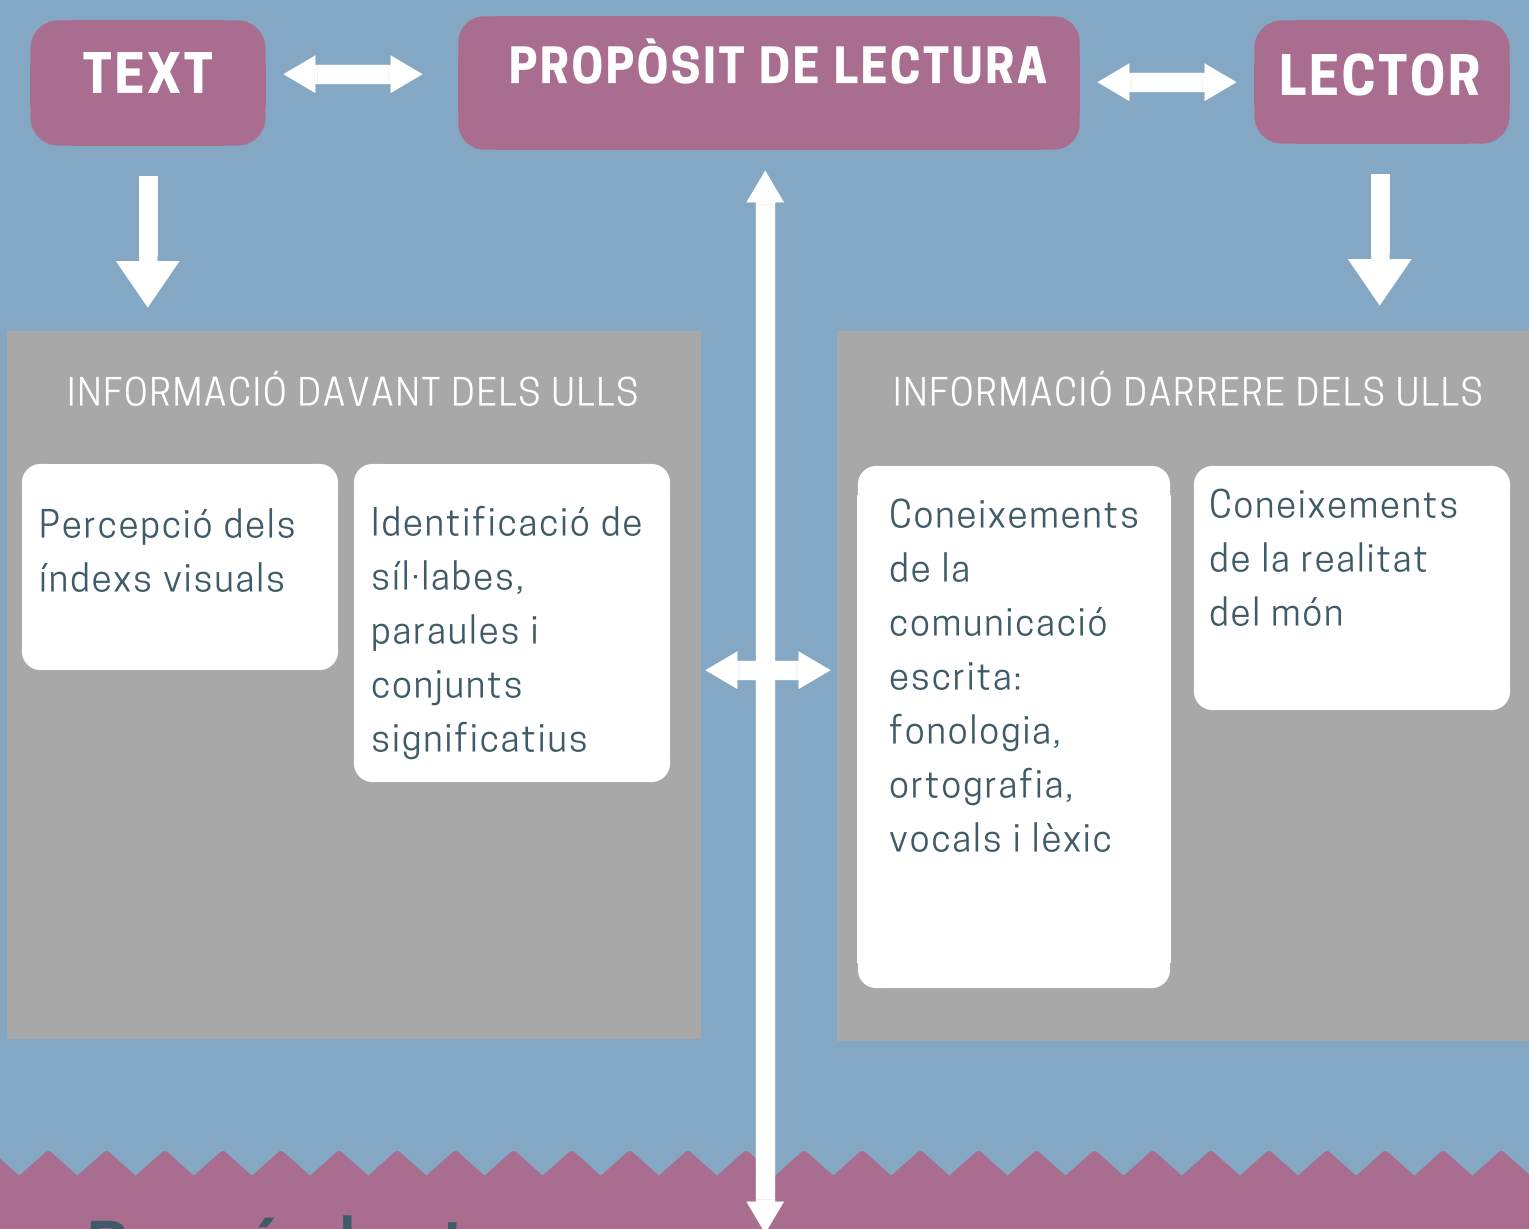 TEXT
PROPÒSIT DE LECTURA
LECTOR
INFORMACIÓ DAVANT DELS ULLS
Percepció dels
índexs visuals
Identificació de
síl·labes,
paraules i
conjunts
significatius
INFORMACIÓ DARRERE DELS ULLS
Coneixements
de la
comunicació
escrita:
fonologia,
ortografia,
vocals i lèxic
Coneixements
de la realitat
del món